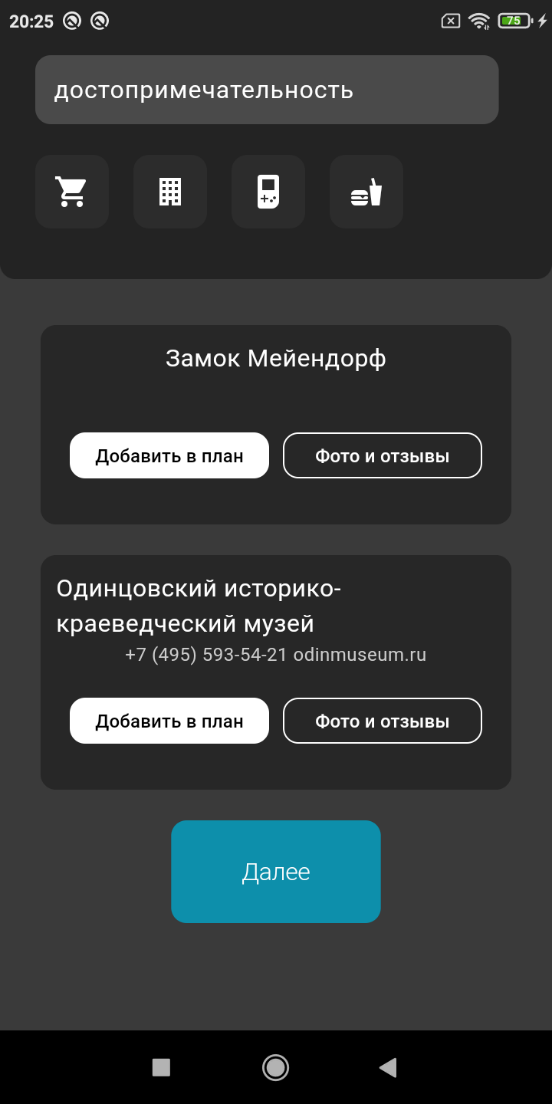 20:25
75
достопримечательность
Замок Мейендорф
Добавить в план Фото и отзывы
Одинцовский историко-
краеведческий музей
+7 (495) 593-54-21 odinmuseum.ru
Добавить в план Фото и отзывы
Далее